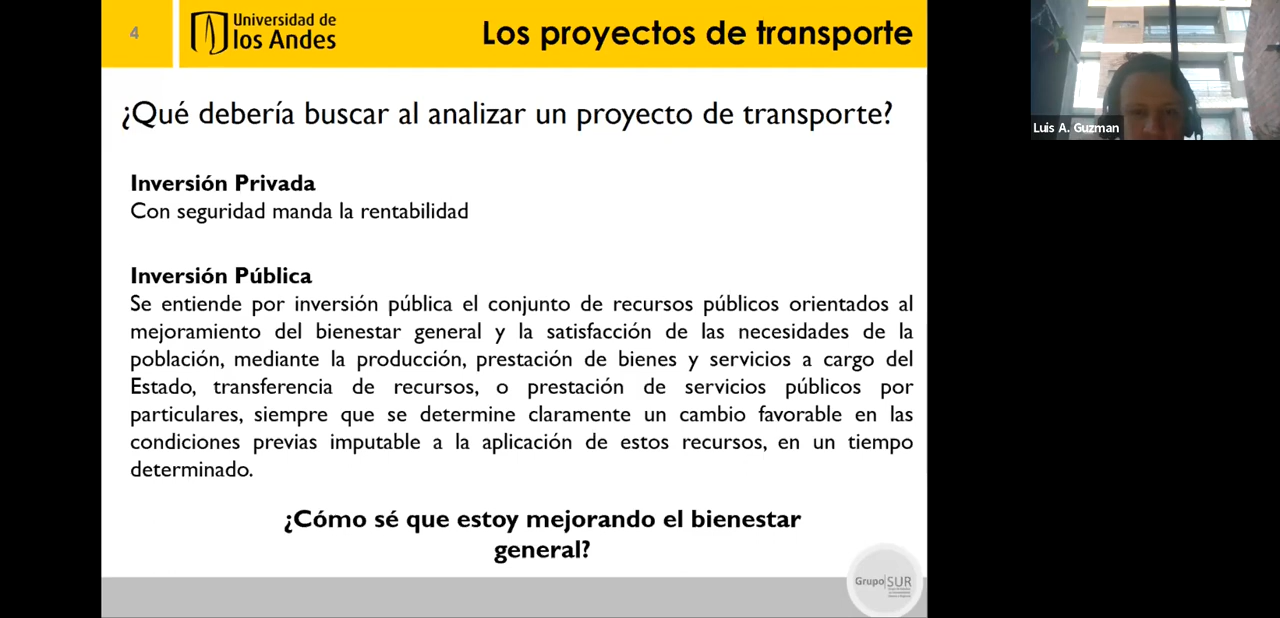 4
Universidad de
los Andes
Los proyectos de transporte
Luis A. Guzman
¿Qué debería buscar al analizar un proyecto de transporte?
Inversión Privada
Con seguridad manda la rentabilidad
Inversión Pública
Se entiende por inversión pública el conjunto de recursos públicos orientados al
mejoramiento del bienestar general y la satisfacción de las necesidades de la
población, mediante la producción, prestación de bienes y servicios a cargo del
Estado, transferencia de recursos, o prestación de servicios públicos por
particulares, siempre que se determine claramente un cambio favorable en las
condiciones previas imputable a la aplicación de estos recursos, en un tiempo
determinado.
¿Cómo sé que estoy mejorando el bienestar
general?
Grupo|SUR